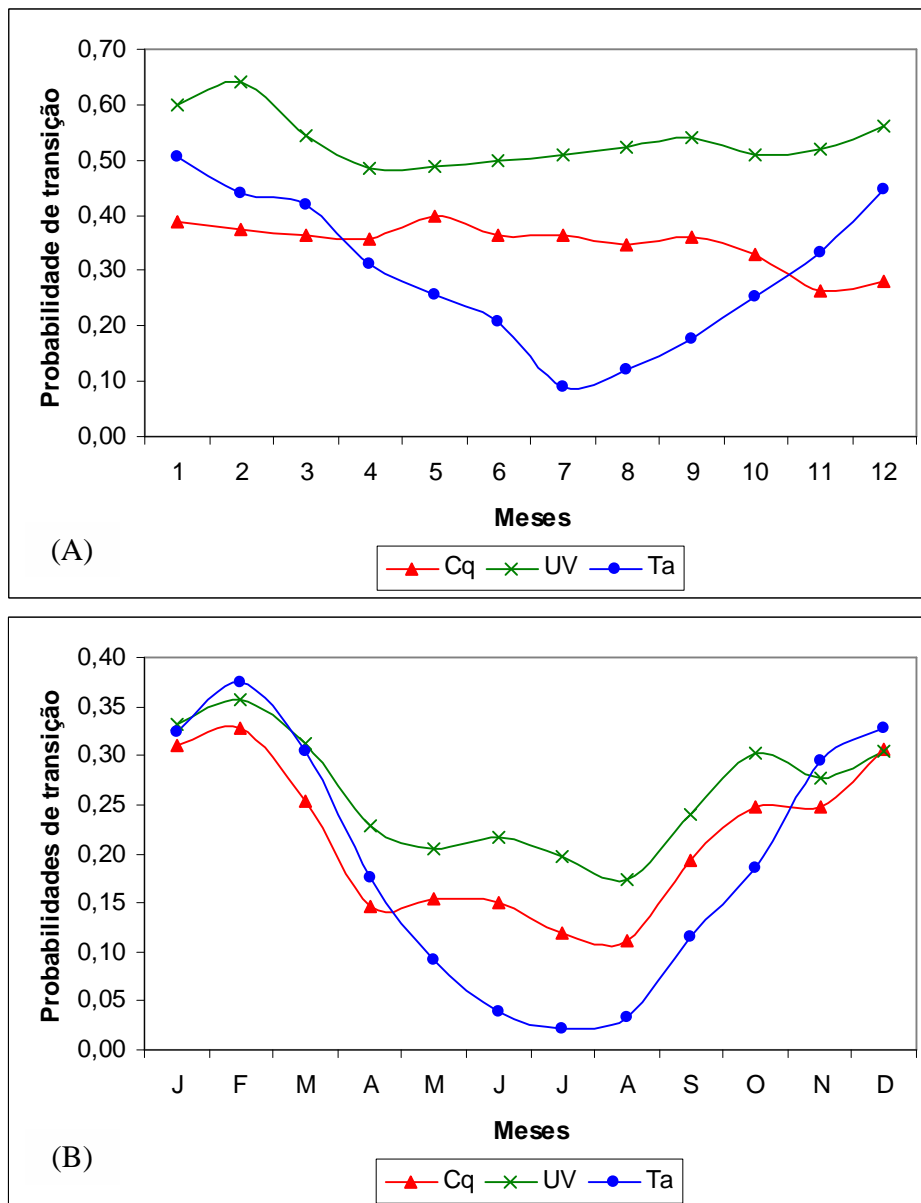 0,70
0,60
0,50
0,40
0,30
0,20
0,10
0,00
Probabilidade de transição
1 2 3 4 5 6 7 8 9 10 11 12
Meses
(A)
Cq UV Ta
0,40
0,35
0,30
0,25
0,20
0,15
0,10
0,05
0,00
Probabilidades de transição
J F M A M J J A S O N D
Meses
(B)
Cq UV Ta